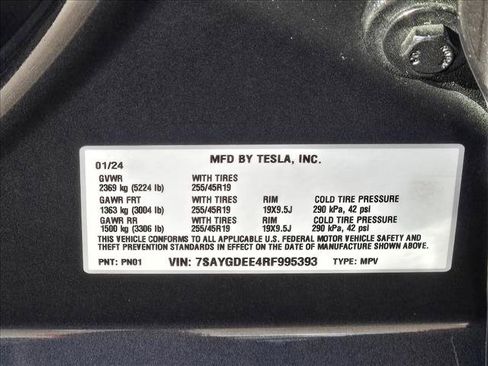 01/24 MFD BY TESLA, INC.
GVWR WITH TIRES
2369 kg (5224 lb) 255/45R19
GAWR FRT WITH TIRES RIM COLD TIRE PRESSURE
1363 kg (3004 lb) 255/45R19 19X9.5J 290 kPa, 42 psi
GAWR RR WITH TIRES RIM COLD TIRE PRESSURE
1500 kg (3306 lb) 255/45R19 19X9.5J 290 kPa, 42 psi
THIS VEHICLE CONFORMS TO ALL APPLICABLE U.S. FEDERAL MOTOR VEHICLE SAFETY AND
THEFT PREVENTION STANDARDS IN EFFECT ON THE DATE OF MANUFACTURE SHOWN ABOVE.
PNT: PN01 VIN: 7SAYGDEE4RF995393 TYPE: MPV